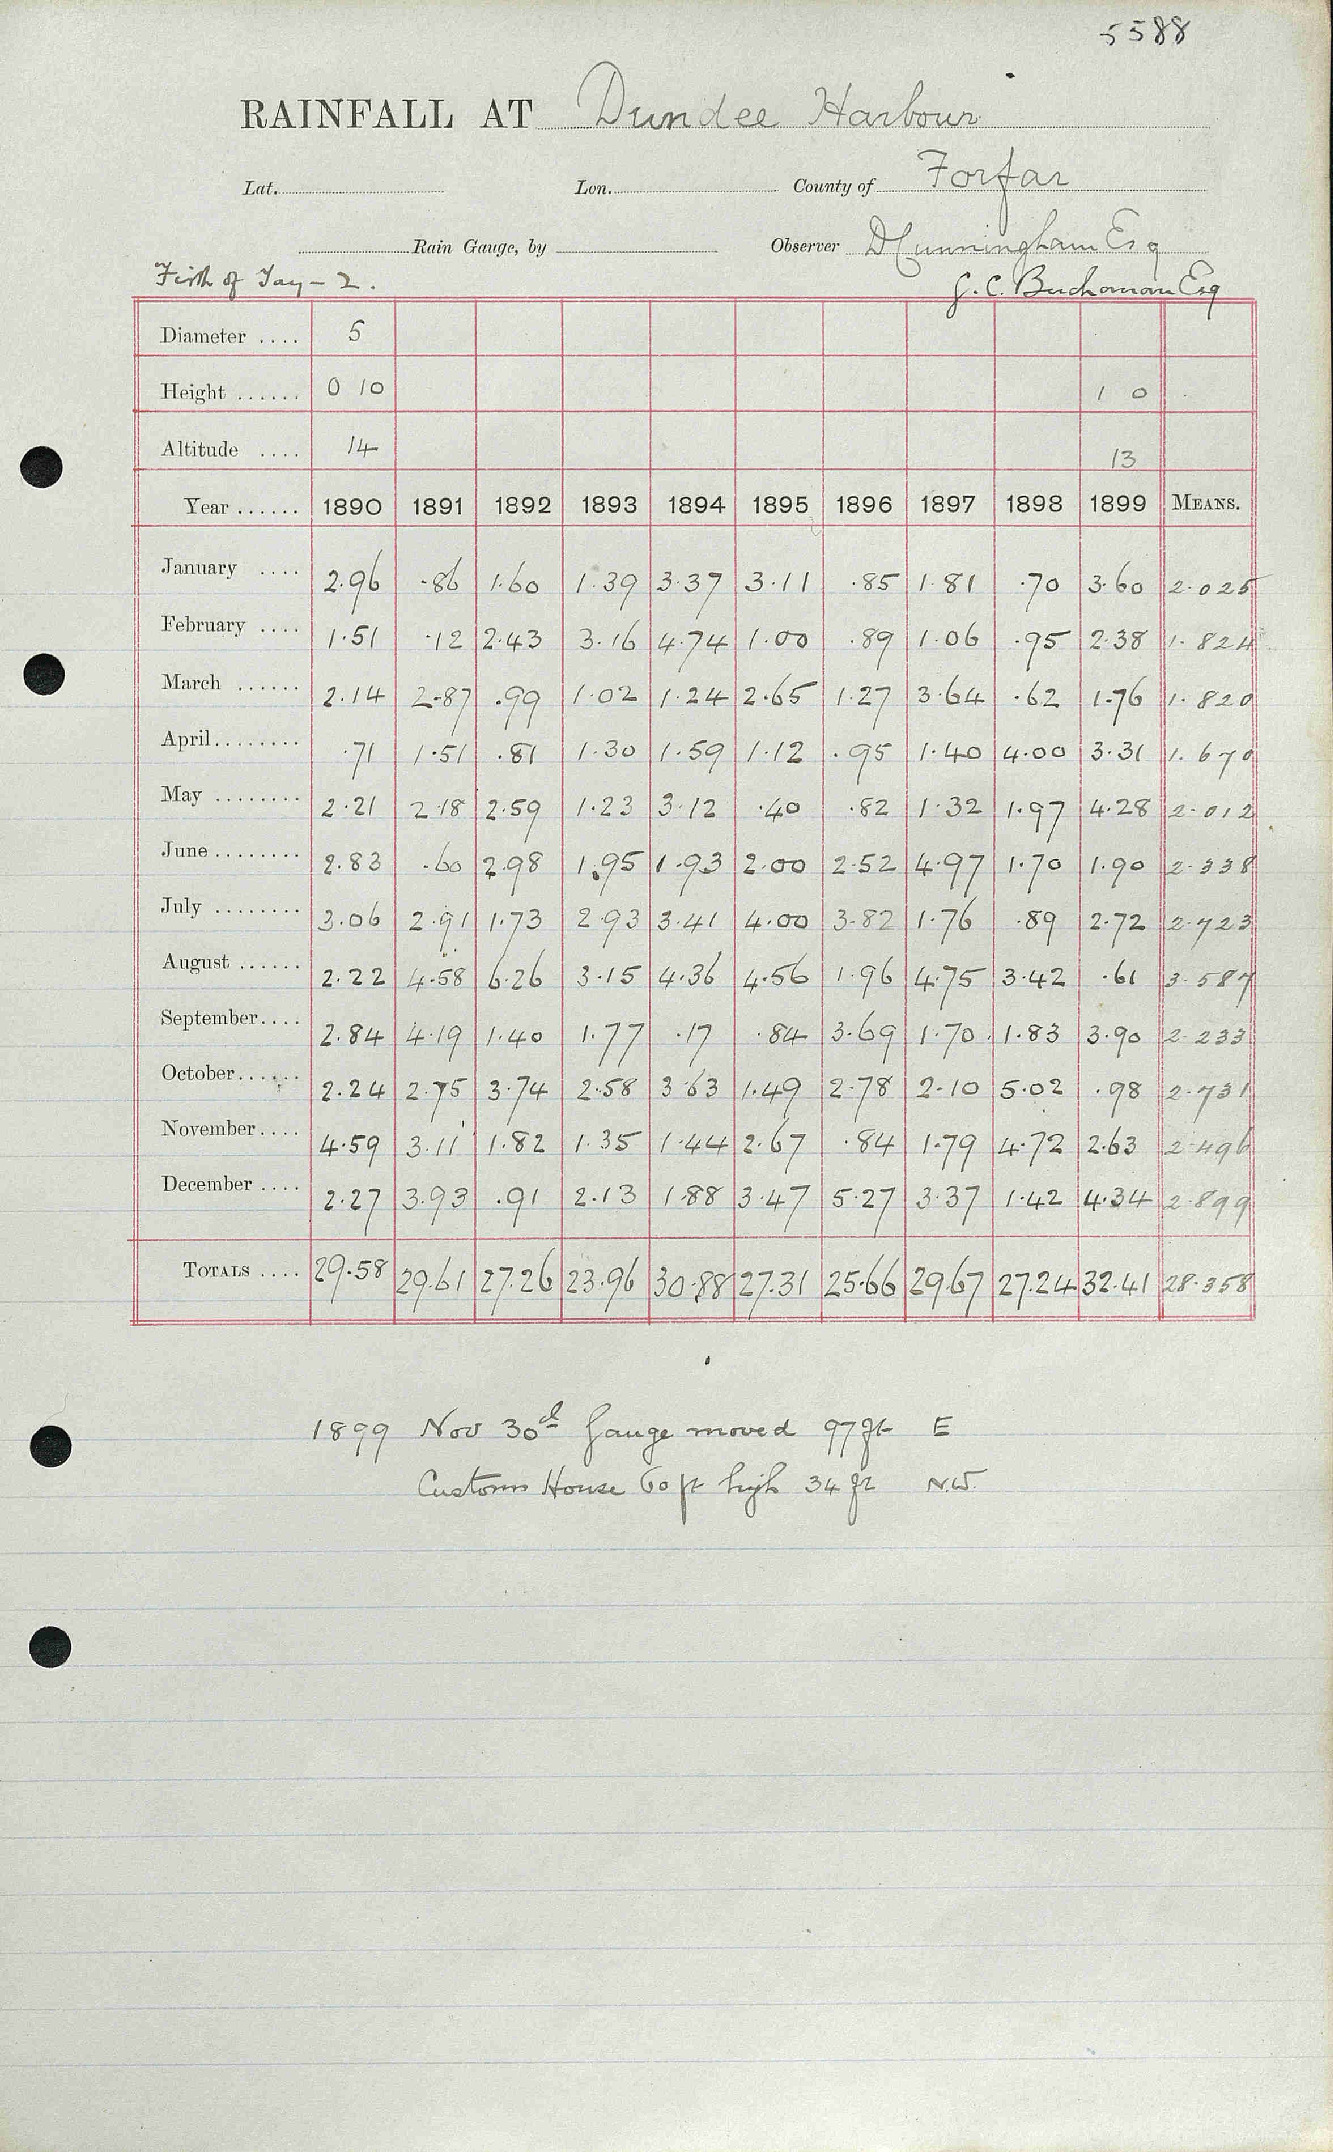 5588
RAINFALL AT Dundee Harbour
Lat. Lon. County of Forfar
Rain Gauge, by Observer D Cunningham Esq
Firth of Tay - 2. G. C. Buchanan Esq
Diameter .... 5
Height ...... 0 10 1 0
Altitude .... 14 13
Year ...... 1890 1891 1892 1893 1894 1895 1896 1897 1898 1899 MEANS.
January .... 2.96 .86 1.60 1.39 3.37 3.11 .85 1.81 .70 3.60 2.025
February .... 1.51 .12 2.43 3.16 4.74 1.00 .89 1.06 .95 2.38 1.824
March ...... 2.14 2.87 .99 1.02 1.24 2.65 1.27 3.64 .62 1.76 1.820
April........ .71 1.51 .81 1.30 1.59 1.12 .95 1.40 4.00 3.31 1.670
May ........ 2.21 2.18 2.59 1.23 3.12 .40 .82 1.32 1.97 4.28 2.012
June ........ 2.83 .60 2.98 1.95 1.93 2.00 2.52 4.97 1.70 1.90 2.338
July ........ 3.06 2.91 1.73 2.93 3.41 4.00 3.82 1.76 .89 2.72 2.723
August ...... 2.22 4.58 6.26 3.15 4.36 4.56 1.96 4.75 3.42 .61 3.587
September.... 2.84 4.19 1.40 1.77 .17 .84 3.69 1.70 1.83 3.90 2.233
October...... 2.24 2.75 3.74 2.58 3.63 1.49 2.78 2.10 5.02 .98 2.731
November.... 4.59 3.11 1.82 1.35 1.44 2.67 .84 1.79 4.72 2.63 2.496
December .... 2.27 3.93 .91 2.13 1.88 3.47 5.27 3.37 1.42 4.34 2.899
TOTALS .... 29.58 29.61 27.26 23.96 30.88 27.31 25.66 29.67 27.24 32.41 28.358
1899 Nov 30th Gauge moved 97 ft E
Customs House 60 ft high 34 ft N.W.